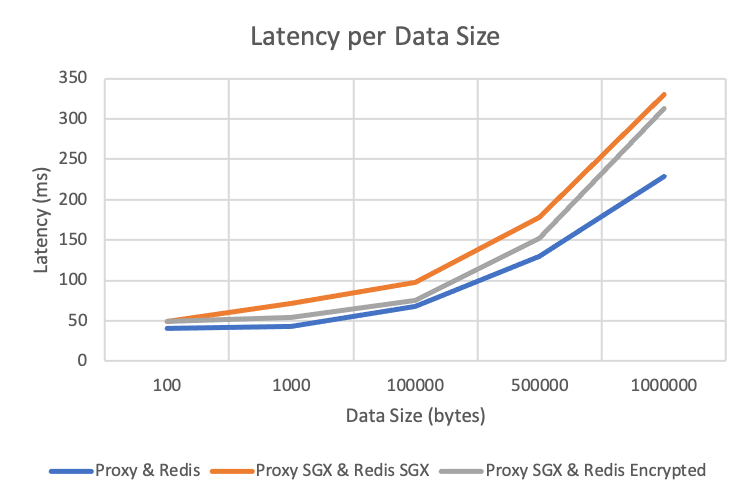 Latency per Data Size
350
300
250
200
150
100
50
0
Latency (ms)
100 1000 100000 500000 1000000
Data Size (bytes)
Proxy & Redis Proxy SGX & Redis SGX Proxy SGX & Redis Encrypted